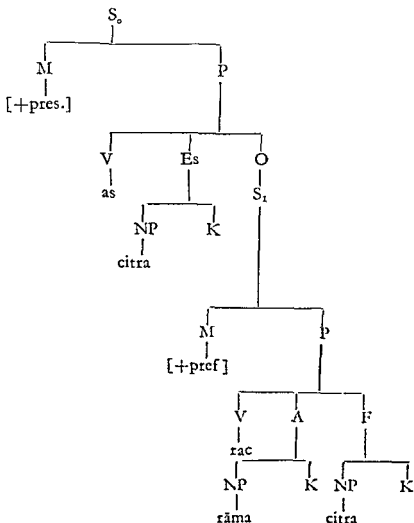 S₀
M P
[+pres.]
V Es O
as S₁
NP K
citra
M P
[+pref]
V A F
rac
NP K NP K
rāma citra